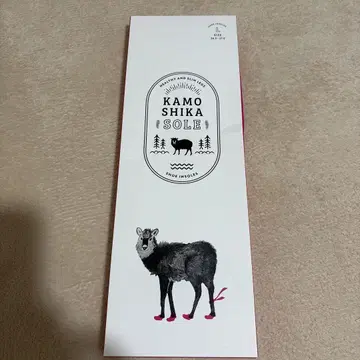 L
HEALTHY AND SLIM LEGS
KAMO
SHIKA
SOLE
SHOE INSOLES